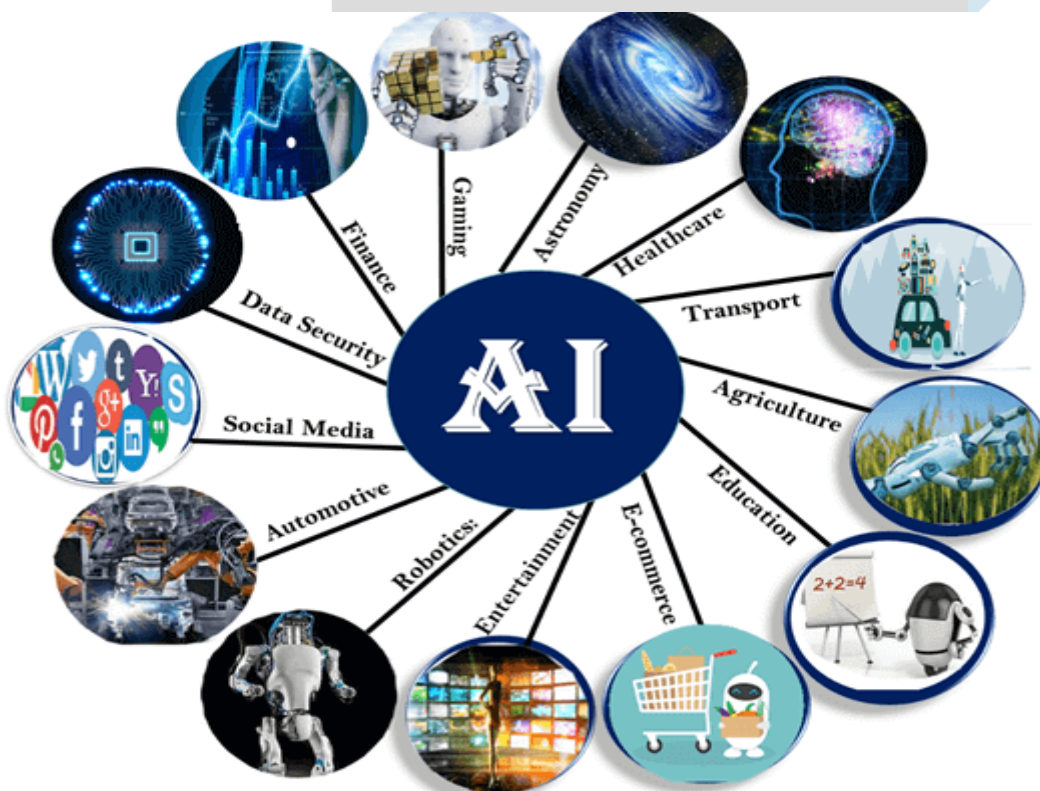 Gaming
Astronomy
Finance
Healthcare
Data Security
Transport
AI
Agriculture
Social Media
Education
Automotive
Robotics:
Entertainment
E-commerce
2+2=4
W
t
Y!
g+
S
f
in